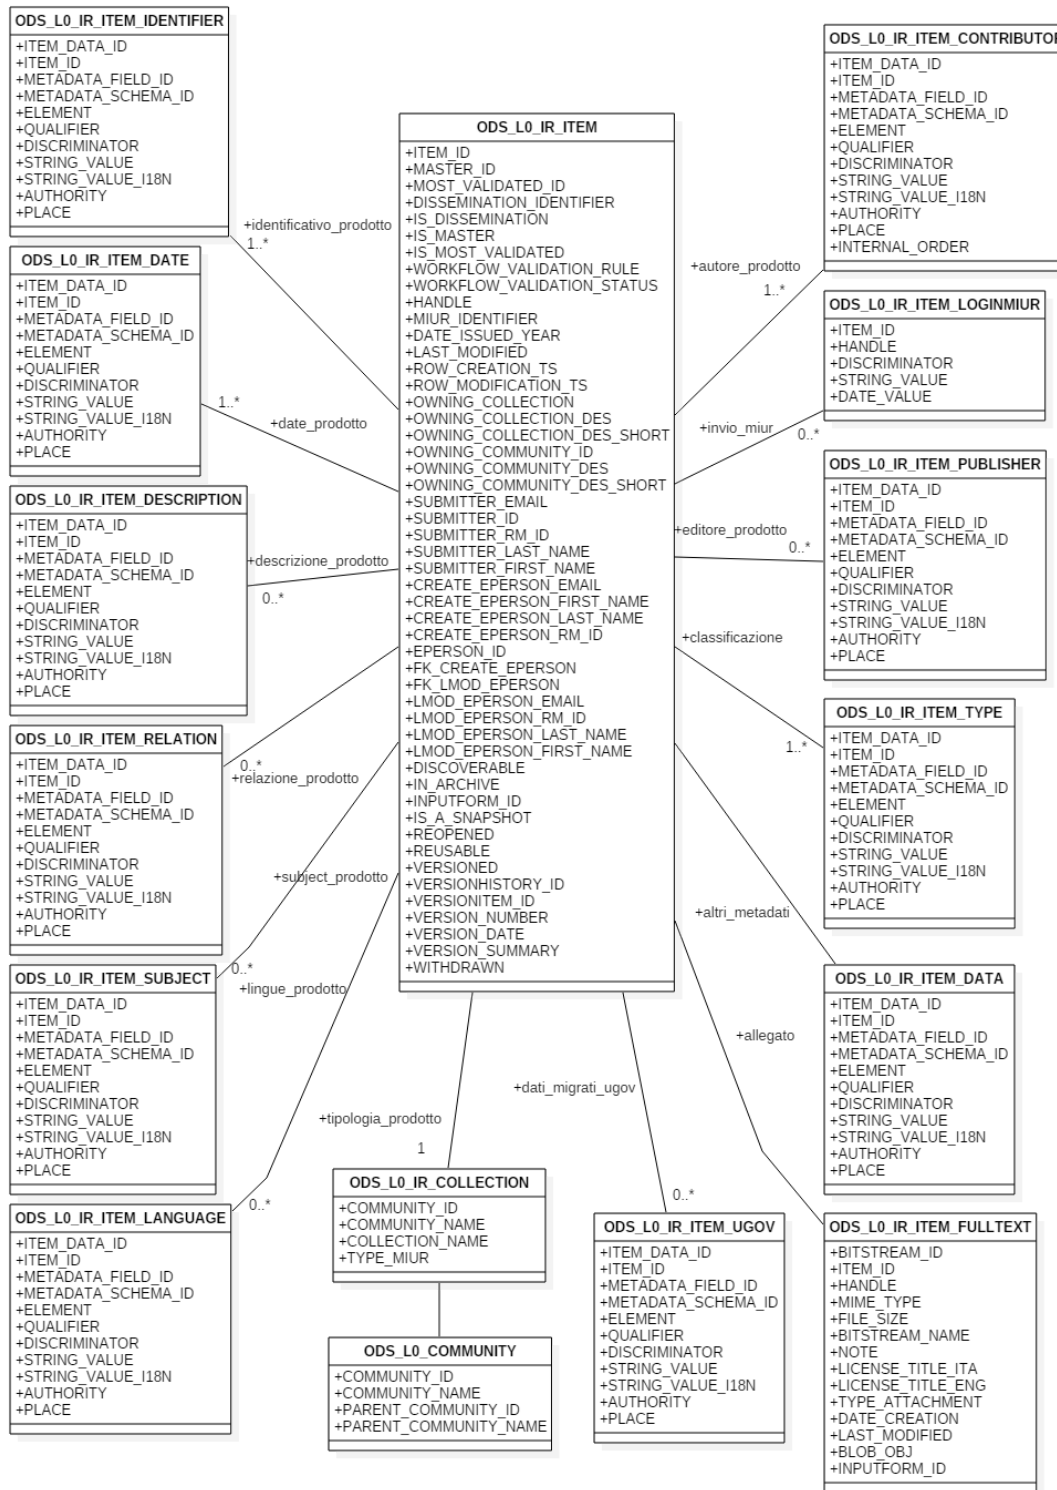 ODS_L0_IR_ITEM_IDENTIFIER
+ITEM_DATA_ID
+ITEM_ID
+METADATA_FIELD_ID
+METADATA_SCHEMA_ID
+ELEMENT
+QUALIFIER
+DISCRIMINATOR
+STRING_VALUE
+STRING_VALUE_I18N
+AUTHORITY
+PLACE
ODS_L0_IR_ITEM_DATE
+ITEM_DATA_ID
+ITEM_ID
+METADATA_FIELD_ID
+METADATA_SCHEMA_ID
+ELEMENT
+QUALIFIER
+DISCRIMINATOR
+STRING_VALUE
+STRING_VALUE_I18N
+AUTHORITY
+PLACE
ODS_L0_IR_ITEM_DESCRIPTION
+ITEM_DATA_ID
+ITEM_ID
+METADATA_FIELD_ID
+METADATA_SCHEMA_ID
+ELEMENT
+QUALIFIER
+DISCRIMINATOR
+STRING_VALUE
+STRING_VALUE_I18N
+AUTHORITY
+PLACE
ODS_L0_IR_ITEM_RELATION
+ITEM_DATA_ID
+ITEM_ID
+METADATA_FIELD_ID
+METADATA_SCHEMA_ID
+ELEMENT
+QUALIFIER
+DISCRIMINATOR
+STRING_VALUE
+STRING_VALUE_I18N
+AUTHORITY
+PLACE
ODS_L0_IR_ITEM_SUBJECT
+ITEM_DATA_ID
+ITEM_ID
+METADATA_FIELD_ID
+METADATA_SCHEMA_ID
+ELEMENT
+QUALIFIER
+DISCRIMINATOR
+STRING_VALUE
+STRING_VALUE_I18N
+AUTHORITY
+PLACE
ODS_L0_IR_ITEM_LANGUAGE
+ITEM_DATA_ID
+ITEM_ID
+METADATA_FIELD_ID
+METADATA_SCHEMA_ID
+ELEMENT
+QUALIFIER
+DISCRIMINATOR
+STRING_VALUE
+STRING_VALUE_I18N
+AUTHORITY
+PLACE
+identificativo_prodotto
1..*
1..*
+date_prodotto
+descrizione_prodotto
0..*
0..*
+relazione_prodotto
+subject_prodotto
0..*
+lingue_prodotto
0..*
ODS_L0_IR_ITEM
+ITEM_ID
+MASTER_ID
+MOST_VALIDATED_ID
+DISSEMINATION_IDENTIFIER
+IS_DISSEMINATION
+IS_MASTER
+IS_MOST_VALIDATED
+WORKFLOW_VALIDATION_RULE
+WORKFLOW_VALIDATION_STATUS
+HANDLE
+MIUR_IDENTIFIER
+DATE_ISSUED_YEAR
+LAST_MODIFIED
+ROW_CREATION_TS
+ROW_MODIFICATION_TS
+OWNING_COLLECTION
+OWNING_COLLECTION_DES
+OWNING_COLLECTION_DES_SHORT
+OWNING_COMMUNITY_ID
+OWNING_COMMUNITY_DES
+OWNING_COMMUNITY_DES_SHORT
+SUBMITTER_EMAIL
+SUBMITTER_ID
+SUBMITTER_RM_ID
+SUBMITTER_LAST_NAME
+SUBMITTER_FIRST_NAME
+CREATE_EPERSON_EMAIL
+CREATE_EPERSON_FIRST_NAME
+CREATE_EPERSON_LAST_NAME
+CREATE_EPERSON_RM_ID
+EPERSON_ID
+FK_CREATE_EPERSON
+FK_LMOD_EPERSON
+LMOD_EPERSON_EMAIL
+LMOD_EPERSON_RM_ID
+LMOD_EPERSON_LAST_NAME
+LMOD_EPERSON_FIRST_NAME
+DISCOVERABLE
+IN_ARCHIVE
+INPUTFORM_ID
+IS_A_SNAPSHOT
+REOPENED
+REUSABLE
+VERSIONED
+VERSIONHISTORY_ID
+VERSIONITEM_ID
+VERSION_NUMBER
+VERSION_DATE
+VERSION_SUMMARY
+WITHDRAWN
+tipologia_prodotto
1
ODS_L0_IR_COLLECTION
+COMMUNITY_ID
+COMMUNITY_NAME
+COLLECTION_NAME
+TYPE_MIUR
ODS_L0_COMMUNITY
+COMMUNITY_ID
+COMMUNITY_NAME
+PARENT_COMMUNITY_ID
+PARENT_COMMUNITY_NAME
+dati_migrati_ugov
0..*
ODS_L0_IR_ITEM_UGOV
+ITEM_DATA_ID
+ITEM_ID
+METADATA_FIELD_ID
+METADATA_SCHEMA_ID
+ELEMENT
+QUALIFIER
+DISCRIMINATOR
+STRING_VALUE
+STRING_VALUE_I18N
+AUTHORITY
+PLACE
+autore_prodotto
1..*
+invio_miur
0..*
+editore_prodotto
0..*
+classificazione
1..*
+altri_metadati
+allegato
ODS_L0_IR_ITEM_CONTRIBUTOR
+ITEM_DATA_ID
+ITEM_ID
+METADATA_FIELD_ID
+METADATA_SCHEMA_ID
+ELEMENT
+QUALIFIER
+DISCRIMINATOR
+STRING_VALUE
+STRING_VALUE_I18N
+AUTHORITY
+PLACE
+INTERNAL_ORDER
ODS_L0_IR_ITEM_LOGINMIUR
+ITEM_ID
+HANDLE
+DISCRIMINATOR
+STRING_VALUE
+DATE_VALUE
ODS_L0_IR_ITEM_PUBLISHER
+ITEM_DATA_ID
+ITEM_ID
+METADATA_FIELD_ID
+METADATA_SCHEMA_ID
+ELEMENT
+QUALIFIER
+DISCRIMINATOR
+STRING_VALUE
+STRING_VALUE_I18N
+AUTHORITY
+PLACE
ODS_L0_IR_ITEM_TYPE
+ITEM_DATA_ID
+ITEM_ID
+METADATA_FIELD_ID
+METADATA_SCHEMA_ID
+ELEMENT
+QUALIFIER
+DISCRIMINATOR
+STRING_VALUE
+STRING_VALUE_I18N
+AUTHORITY
+PLACE
ODS_L0_IR_ITEM_DATA
+ITEM_DATA_ID
+ITEM_ID
+METADATA_FIELD_ID
+METADATA_SCHEMA_ID
+ELEMENT
+QUALIFIER
+DISCRIMINATOR
+STRING_VALUE
+STRING_VALUE_I18N
+AUTHORITY
+PLACE
ODS_L0_IR_ITEM_FULLTEXT
+BITSTREAM_ID
+ITEM_ID
+HANDLE
+MIME_TYPE
+FILE_SIZE
+BITSTREAM_NAME
+NOTE
+LICENSE_TITLE_ITA
+LICENSE_TITLE_ENG
+TYPE_ATTACHMENT
+DATE_CREATION
+LAST_MODIFIED
+BLOB_OBJ
+INPUTFORM_ID